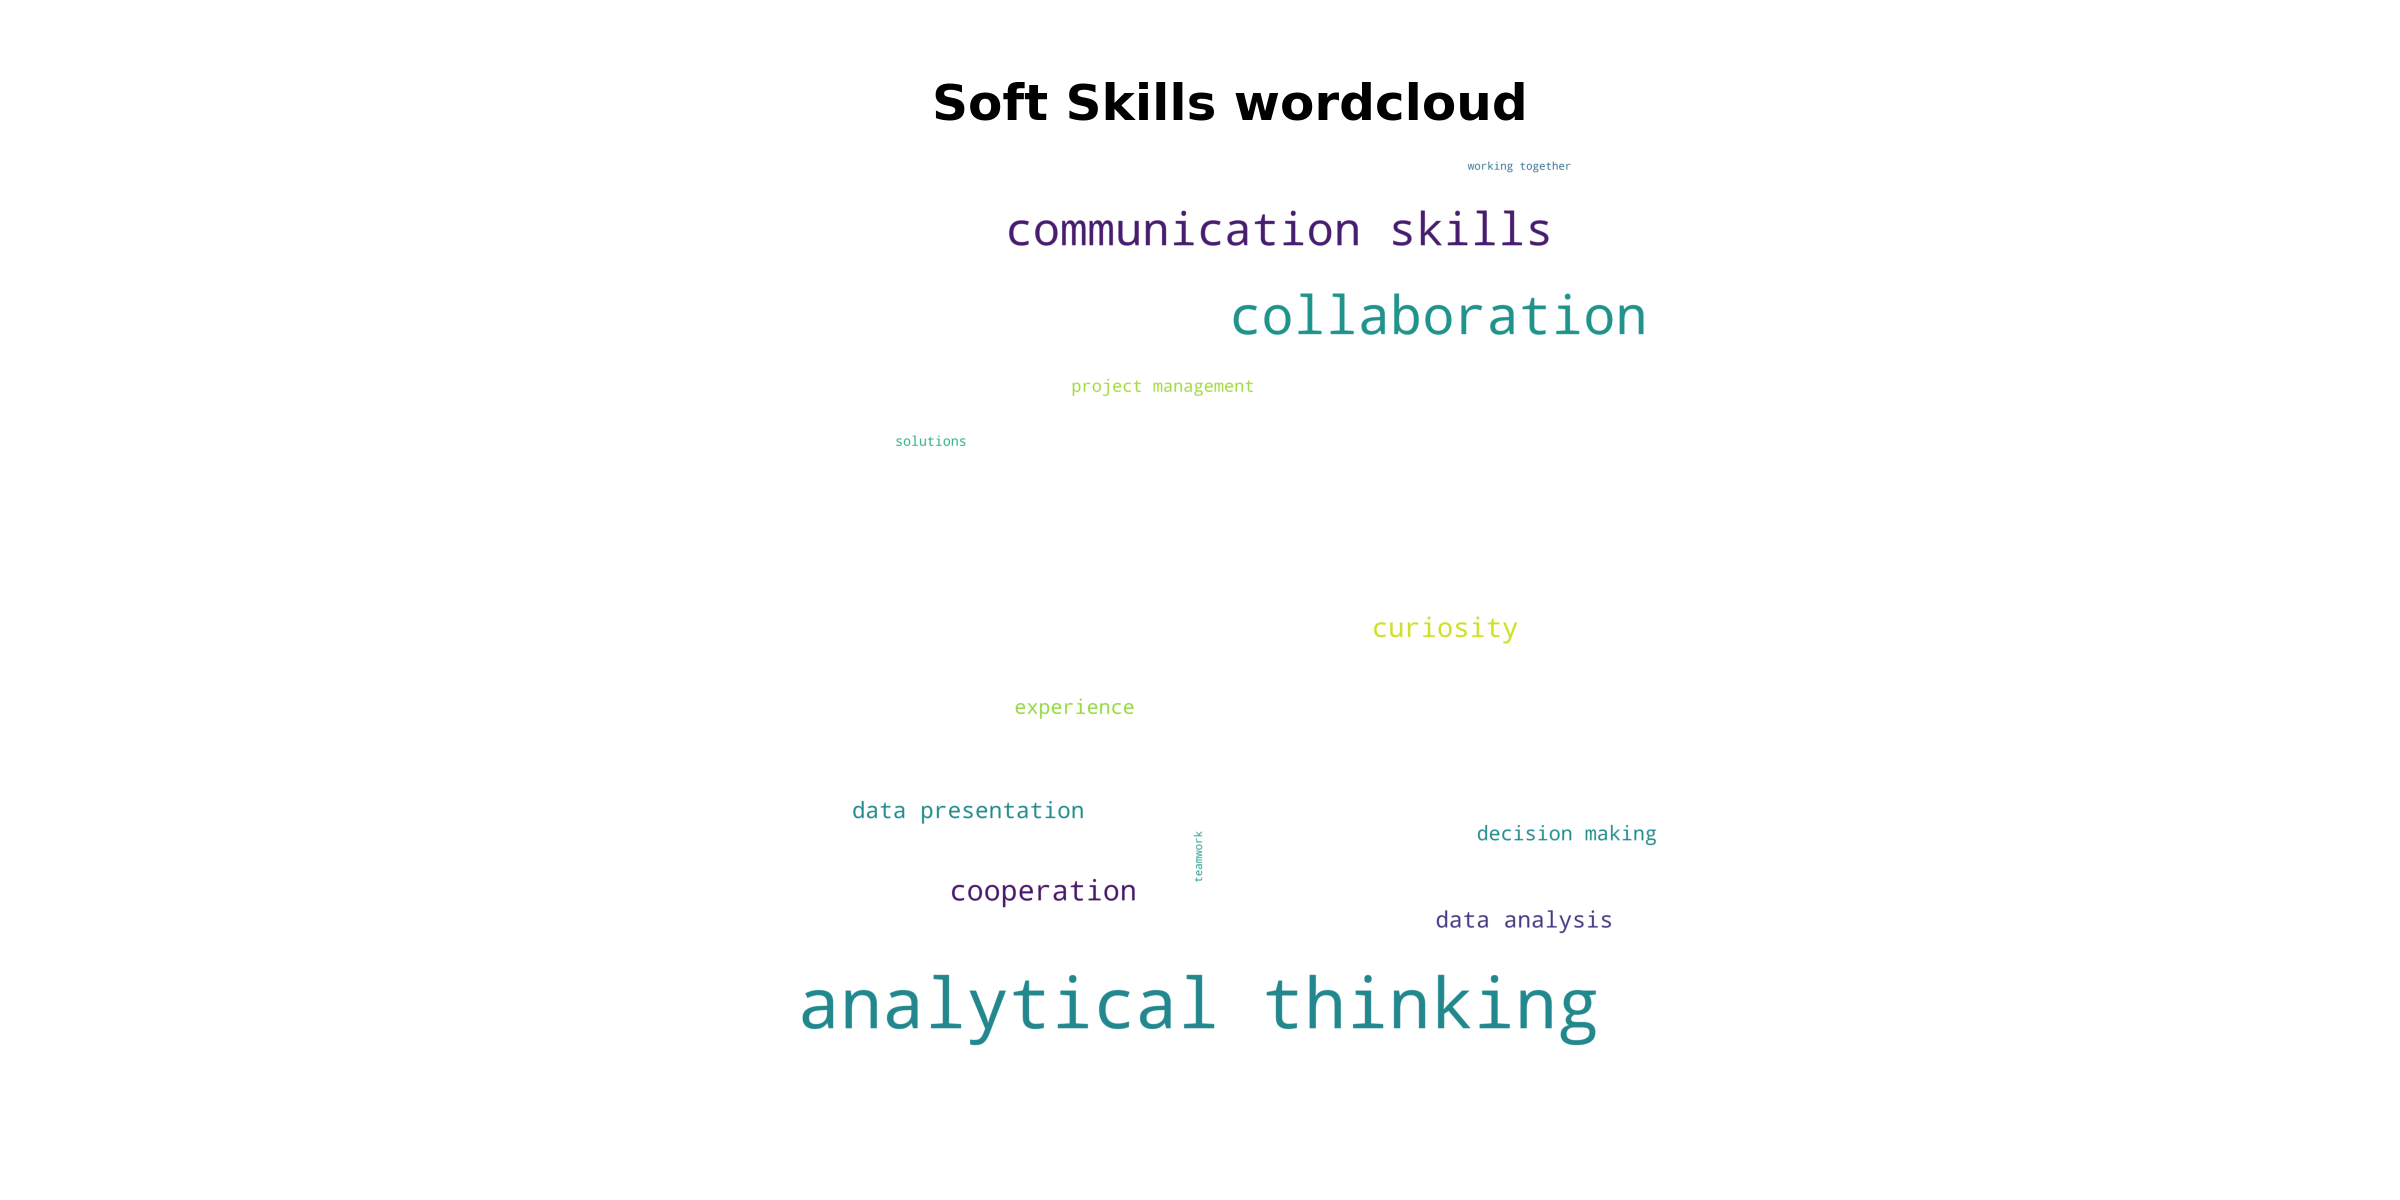 Soft Skills wordcloud
working together
communication skills
collaboration
project management
solutions
curiosity
experience
data presentation
decision making
teamwork
cooperation
data analysis
analytical thinking